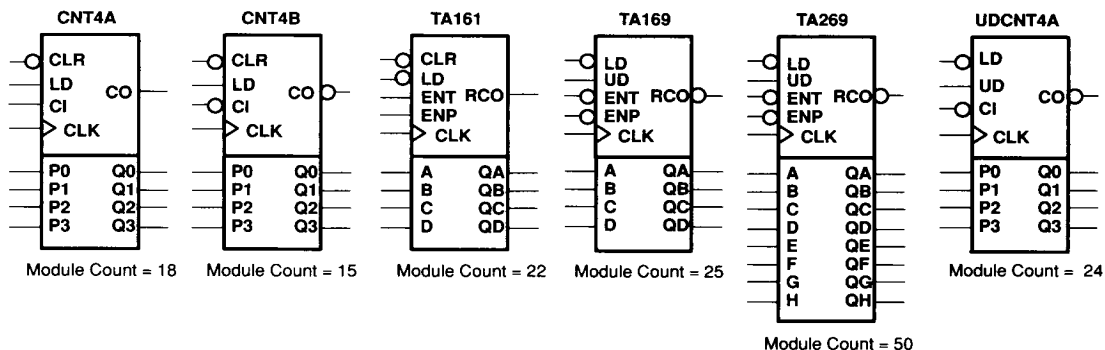 CNT4A
CLR
LD
CI
CO
CLK
P0 Q0
P1 Q1
P2 Q2
P3 Q3
Module Count = 18
CNT4B
CLR
LD
CI
CO
CLK
P0 Q0
P1 Q1
P2 Q2
P3 Q3
Module Count = 15
TA161
CLR
LD
ENT
RCO
ENP
CLK
A QA
B QB
C QC
D QD
Module Count = 22
TA169
LD
UD
ENT
RCO
ENP
CLK
A QA
B QB
C QC
D QD
Module Count = 25
TA269
LD
UD
ENT
RCO
ENP
CLK
A QA
B QB
C QC
D QD
E QE
F QF
G QG
H QH
Module Count = 50
UDCNT4A
LD
UD
CI
CO
CLK
P0 Q0
P1 Q1
P2 Q2
P3 Q3
Module Count = 24